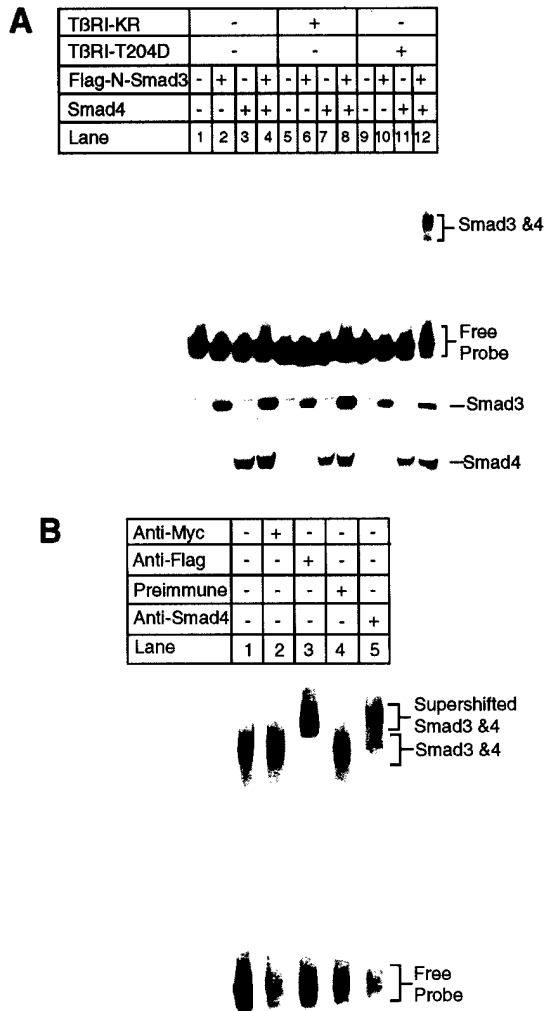 A
TβRI-KR - + -
TβRI-T204D - - +
Flag-N-Smad3 - + - + - + - + - + - +
Smad4 - - + + - - + + - - + +
Lane 1 2 3 4 5 6 7 8 9 10 11 12
Smad3 &4
Free
Probe
Smad3
Smad4
B
Anti-Myc - + - - -
Anti-Flag - - + - -
Preimmune - - - + -
Anti-Smad4 - - - - +
Lane 1 2 3 4 5
Supershifted
Smad3 &4
Smad3 &4
Free
Probe